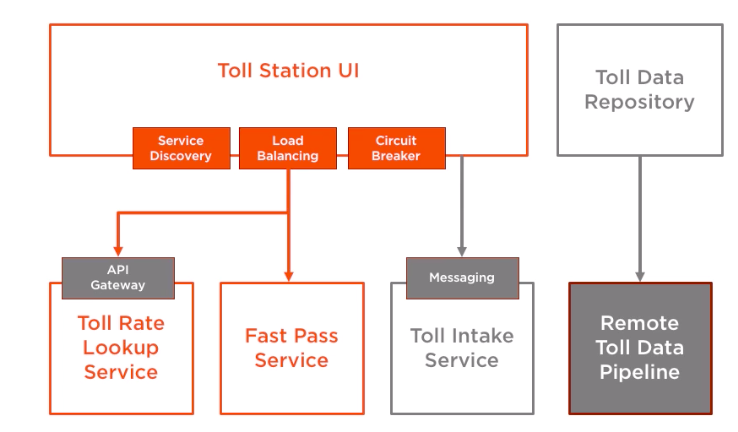 Toll Station UI
Toll Data
Repository
Service
Discovery
Load
Balancing
Circuit
Breaker
API
Gateway
Messaging
Toll Rate
Lookup
Service
Fast Pass
Service
Toll Intake
Service
Remote
Toll Data
Pipeline